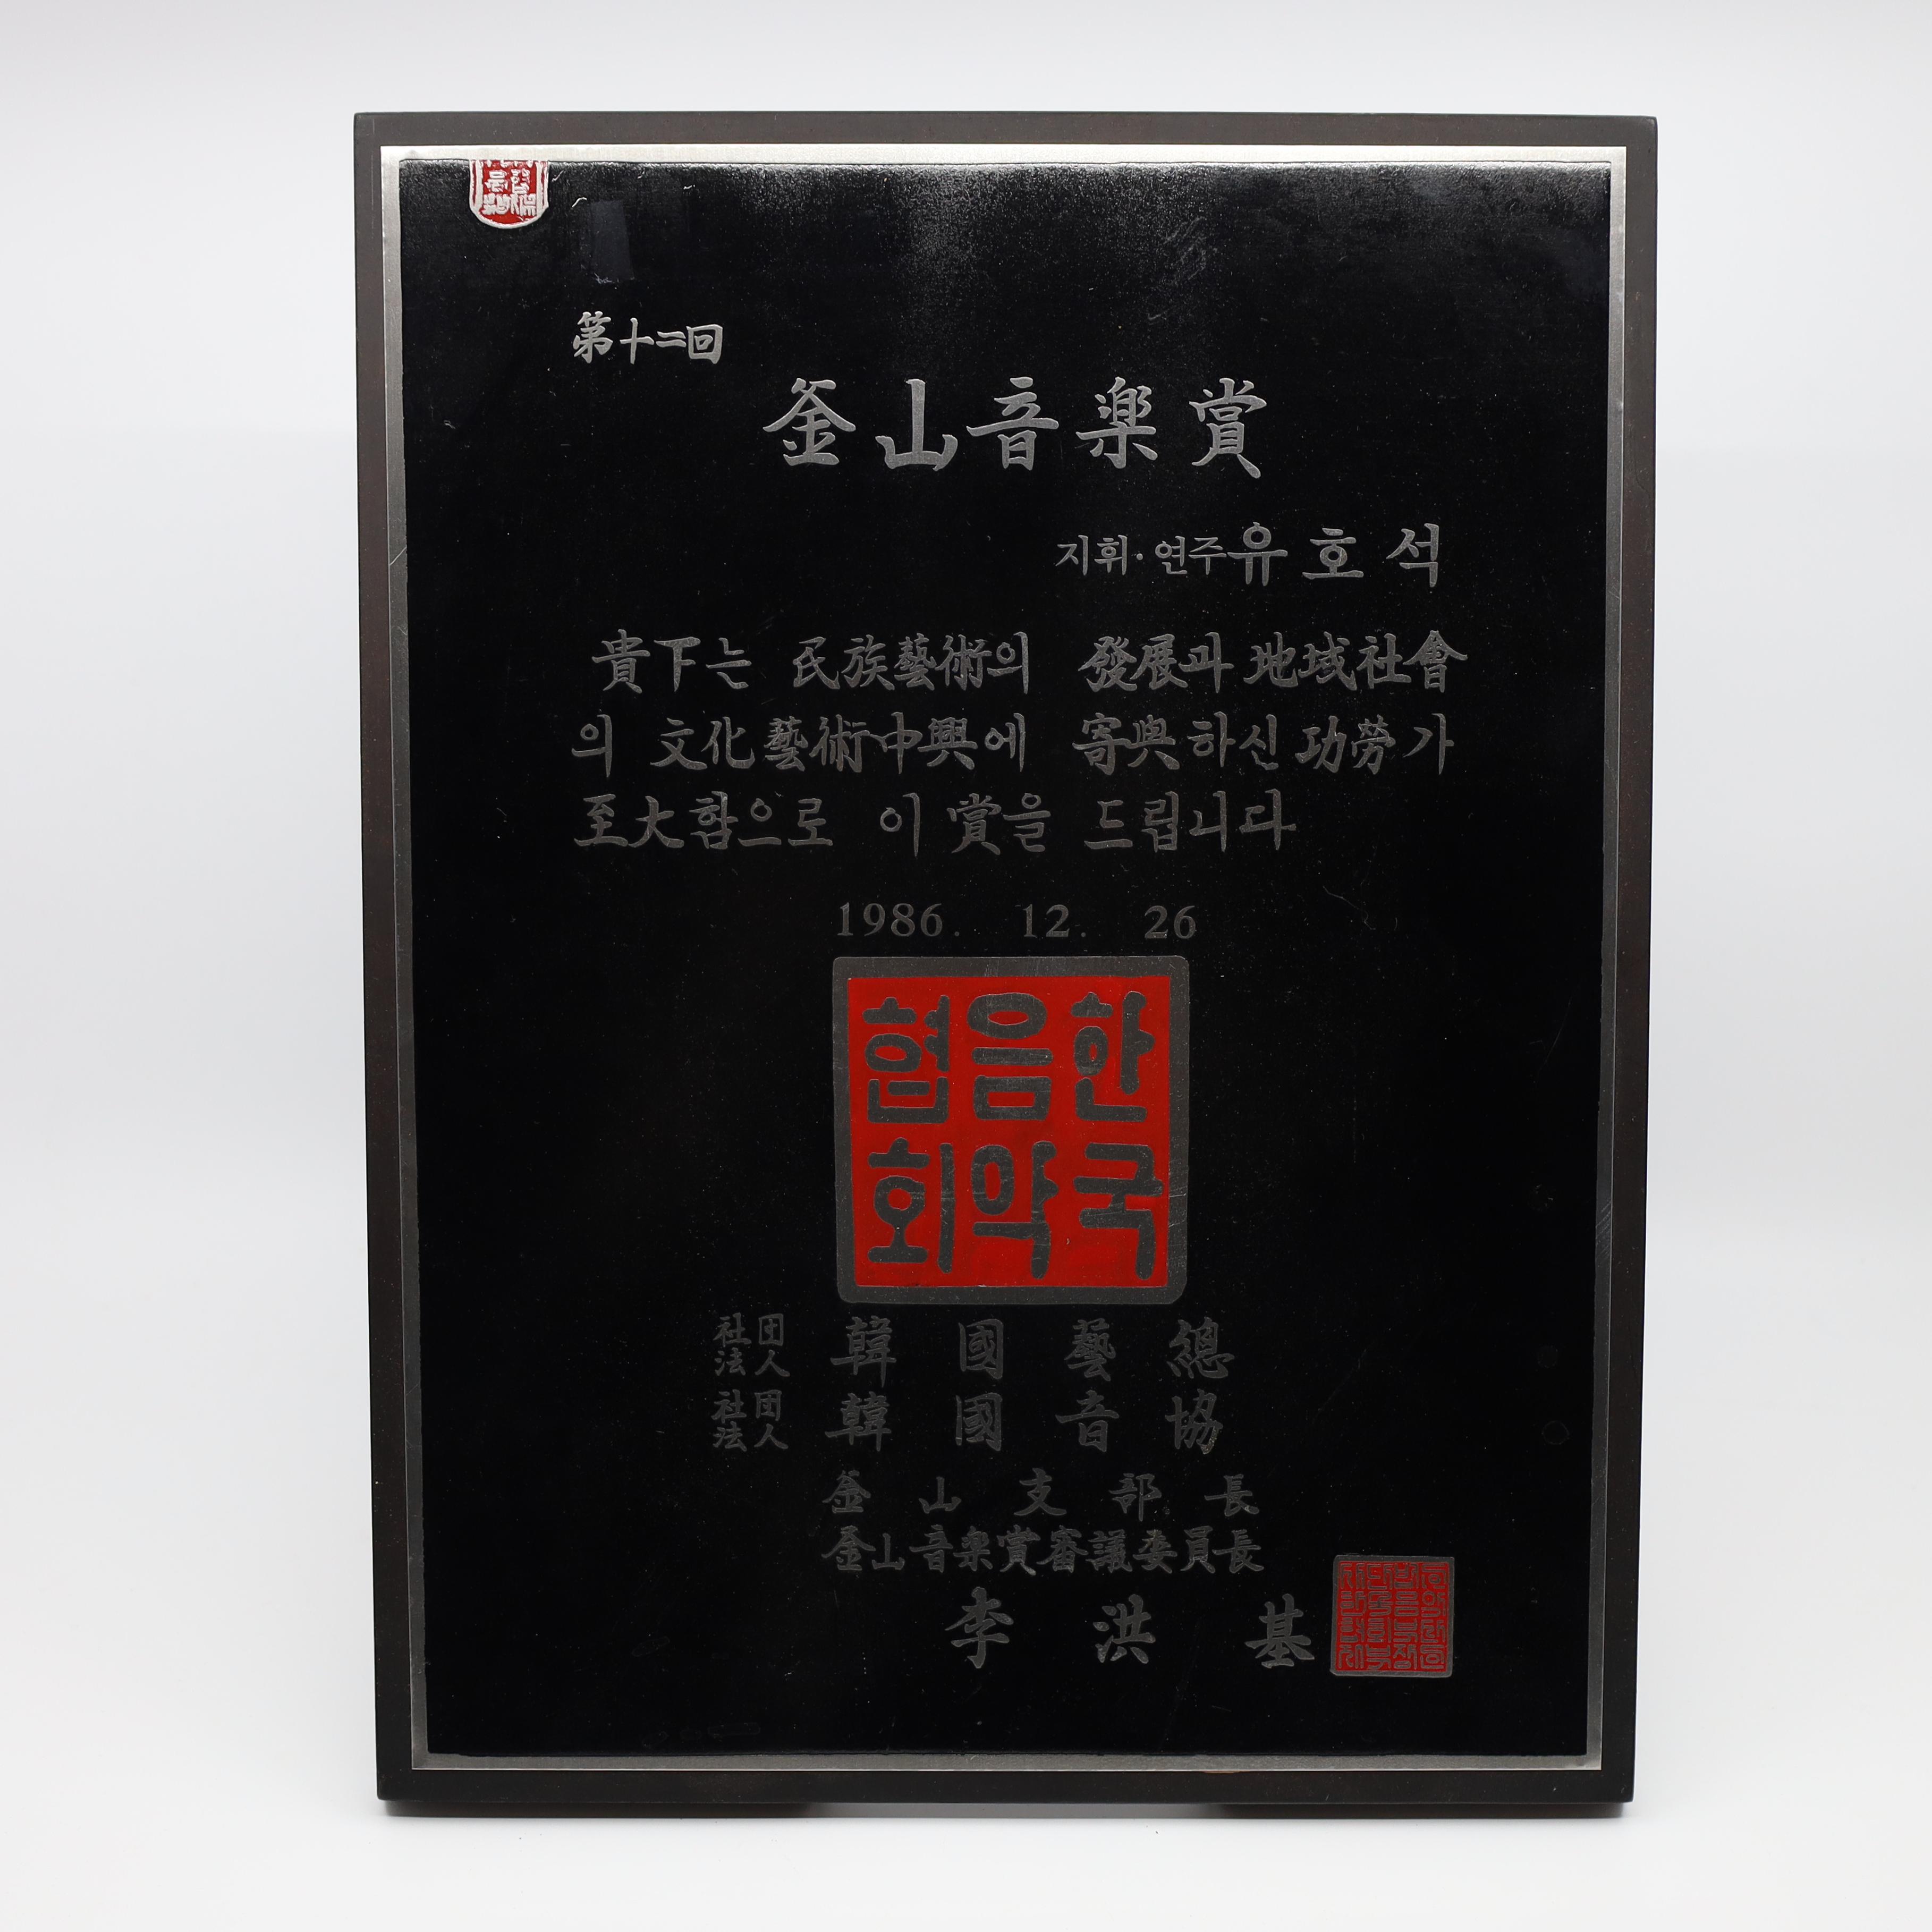 第十二回
釜山音楽賞
지휘·연주 유호석
貴下는 民族藝術의 發展과 地域社會
의 文化藝術中興에 寄與하신 功勞가
至大함으로 이 賞을 드립니다
1986. 12. 26
한국음악협회
社団法人 韓國藝總
社団法人 韓國音協
釜山支部長
釜山音楽賞審議委員長
李洪基